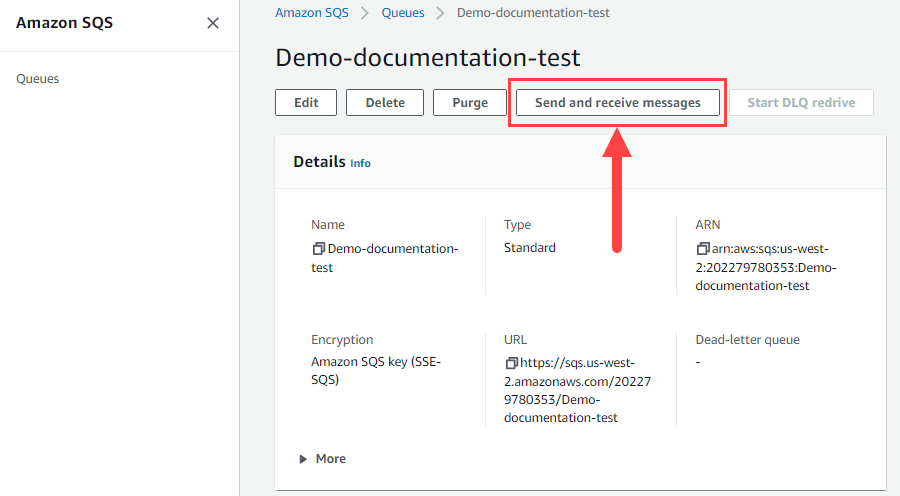 Amazon SQS
Queues
Amazon SQS > Queues > Demo-documentation-test
Demo-documentation-test
Edit Delete Purge Send and receive messages Start DLQ redrive
Details Info
Name Type ARN
Demo-documentation- Standard arn:aws:sqs:us-west-
test 2:202279780353:Demo-
documentation-test
Encryption URL Dead-letter queue
Amazon SQS key (SSE- https://sqs.us-west- -
SQS) 2.amazonaws.com/20227
9780353/Demo-
documentation-test
More